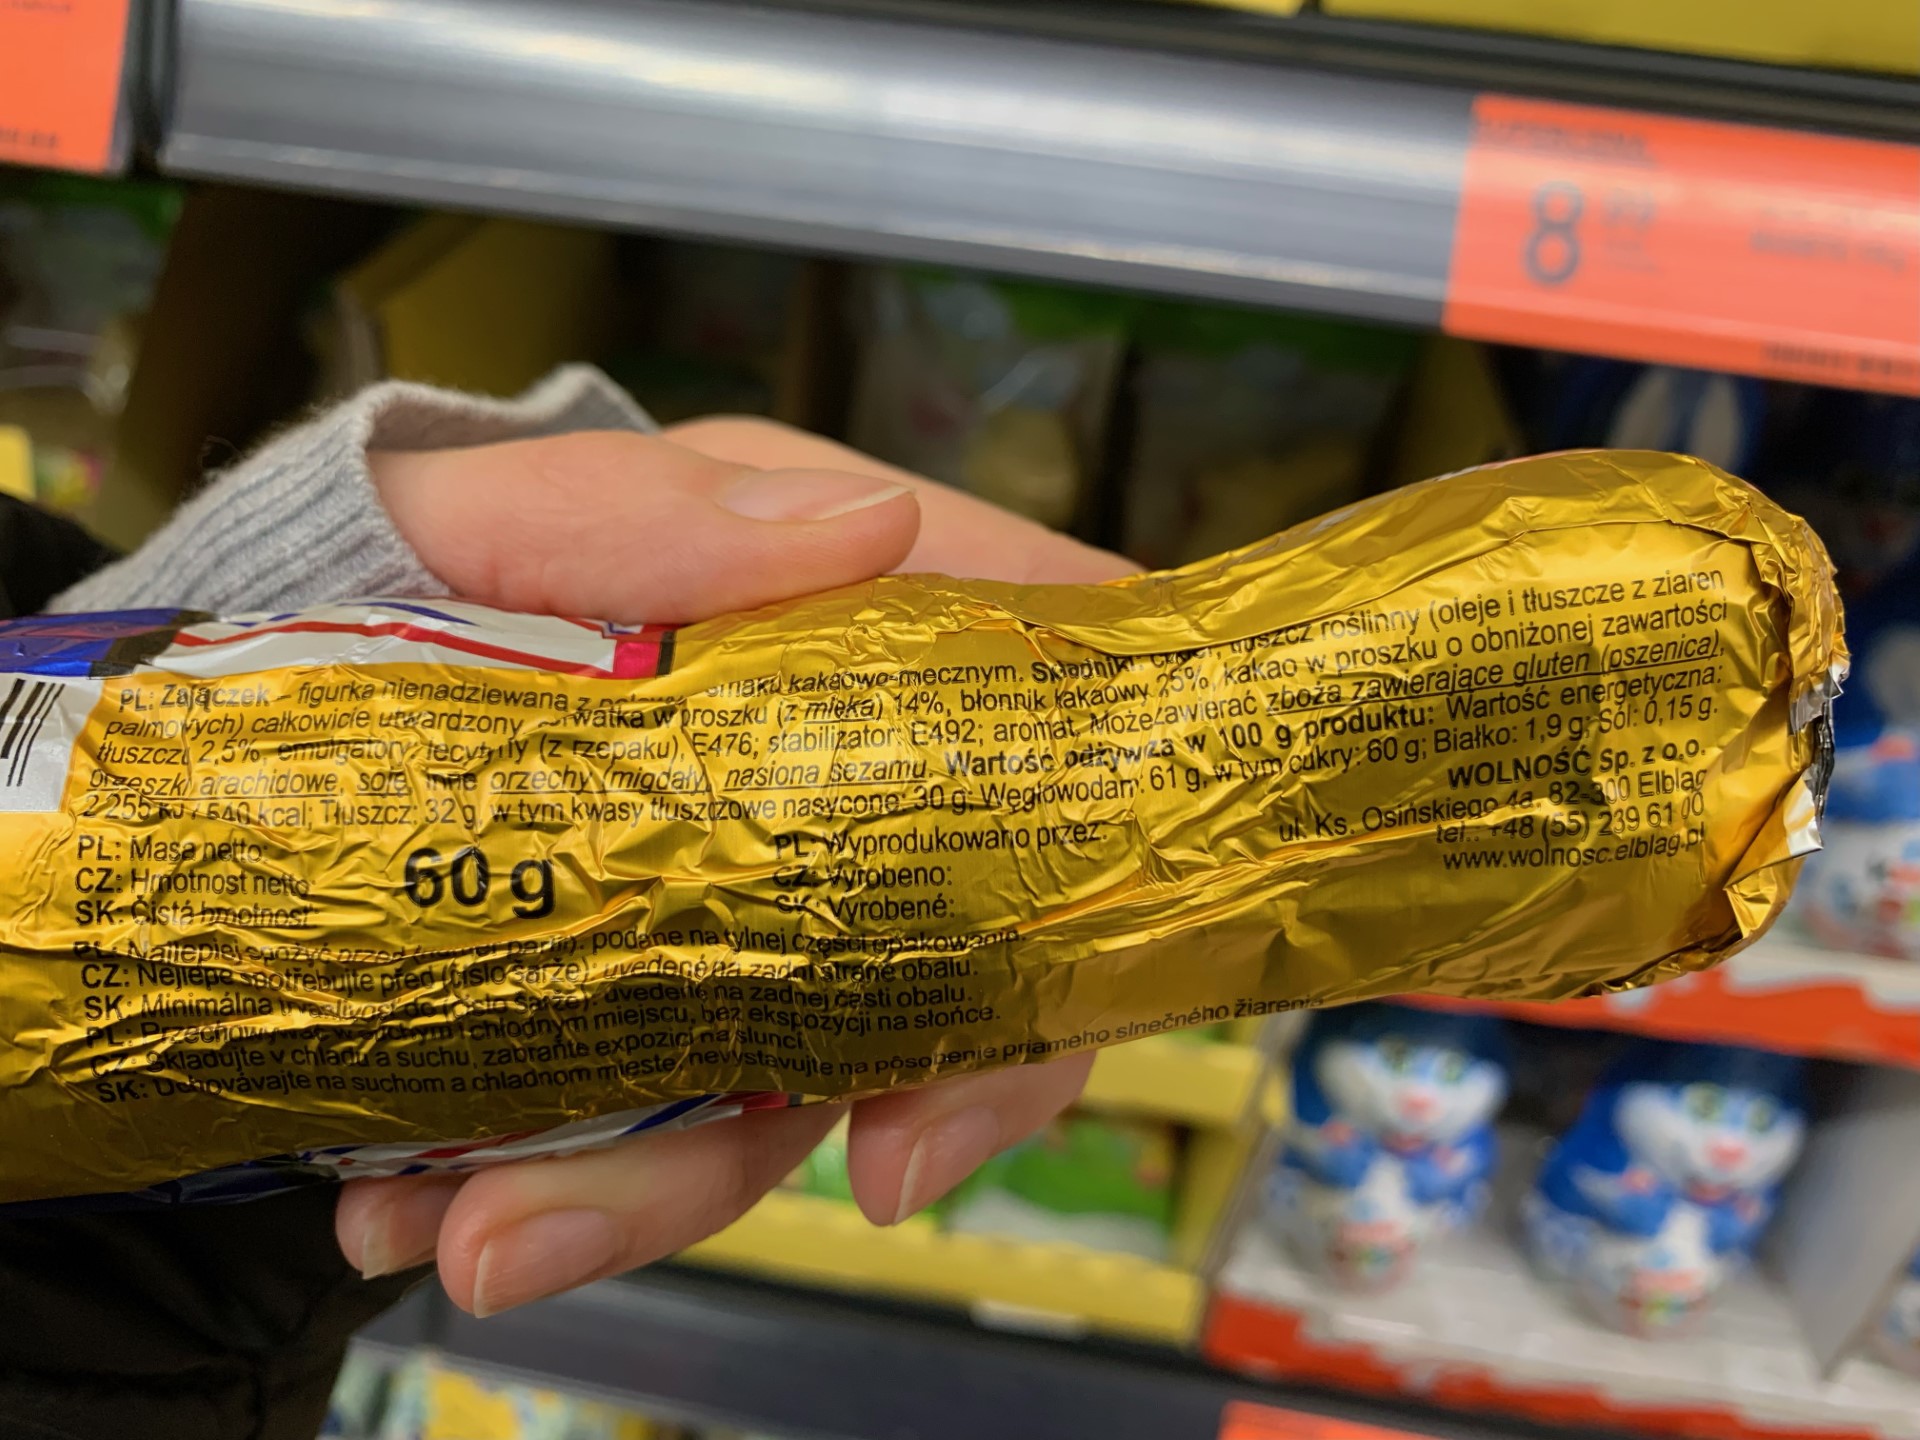 8 99
PL: Zajączek – figurka nienadziewana z smaku kakaowo-mlecznym. Składniki: cukier, tłuszcz roślinny (oleje i tłuszcze z ziaren
palmowych) całkowicie utwardzony, serwatka w proszku (z mleka) 14%, błonnik kakaowy 25%, kakao w proszku o obniżonej zawartości
tłuszczu 2,5%, emulgatory: lecytyny (z rzepaku), E476; stabilizator: E492; aromat. Może zawierać zboża zawierające gluten (pszenica),
orzeszki arachidowe, soję, inne orzechy (migdały), nasiona sezamu. Wartość odżywcza w 100 g produktu: Wartość energetyczna:
2 255 kJ / 540 kcal; Tłuszcz: 32 g, w tym kwasy tłuszczowe nasycone: 30 g; Węglowodany: 61 g, w tym cukry: 60 g; Białko: 1,9 g; Sól: 0,15 g.
PL: Masa netto:
CZ: Hmotnost netto:
SK: Čistá hmotnosť:
60 g
PL: Wyprodukowano przez:
CZ: Vyrobeno:
SK: Vyrobené:
WOLNOŚĆ Sp. z o.o.
ul. Ks. Osińskiego 4a, 82-300 Elbląg
tel.: +48 (55) 239 61 00
www.wolnosc.elblag.pl
PL: Najlepiej spożyć przed (numer partii): podane na tylnej części opakowania.
CZ: Nejlépe spotřebujte před (číslo šarže): uvedené na zadní straně obalu.
SK: Minimálna trvanlivosť do (číslo šarže): uvedené na zadnej časti obalu.
PL: Przechowywać w suchym i chłodnym miejscu, bez ekspozycji na słońce.
CZ: Skladujte v chladu a suchu, zabraňte expozici na slunci.
SK: Uchovávajte na suchom a chladnom mieste, nevystavujte na pôsobenie priameho slnečného žiarenia